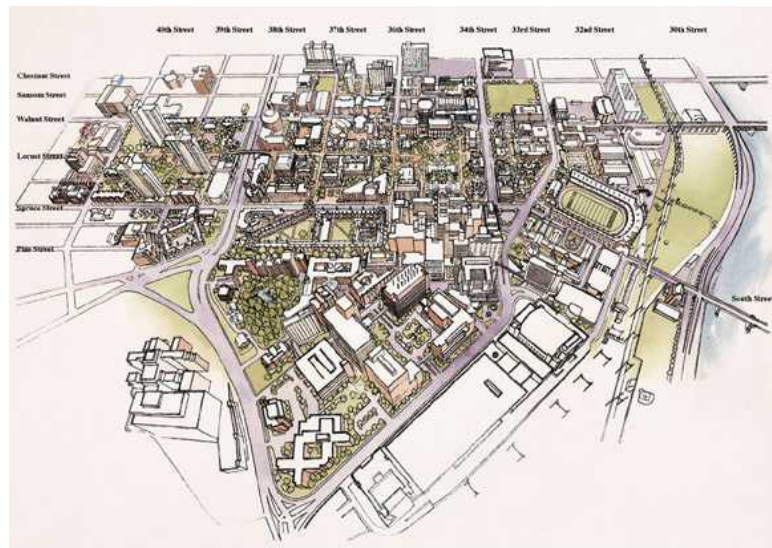 40th Street
39th Street
38th Street
37th Street
36th Street
34th Street
33rd Street
32nd Street
30th Street
Chestnut Street
Sansom Street
Walnut Street
Locust Street
Spruce Street
Pine Street
South Street